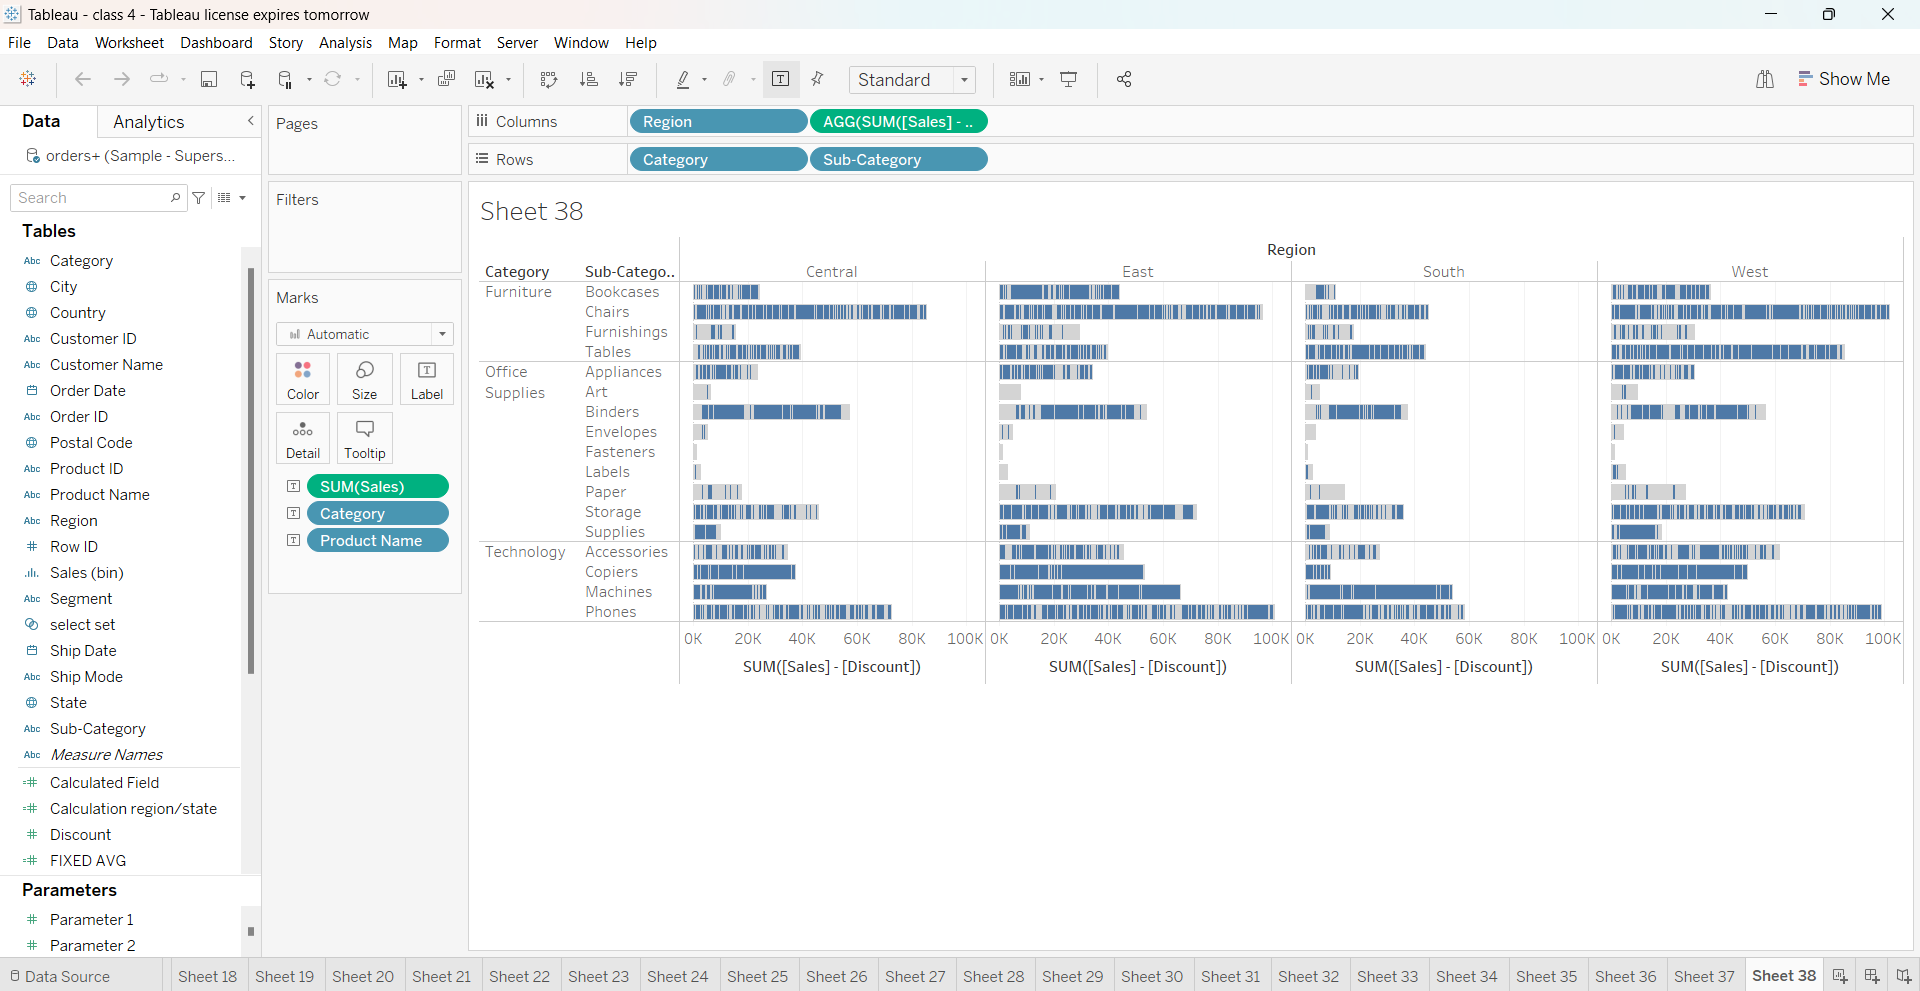 Tableau - class 4 - Tableau license expires tomorrow
File Data Worksheet Dashboard Story Analysis Map Format Server Window Help
Standard
Show Me
Data
Analytics
orders+ (Sample - Supers...
Search
Tables
Abc Category
City
Country
Abc Customer ID
Abc Customer Name
Order Date
Abc Order ID
Postal Code
Abc Product ID
Abc Product Name
Abc Region
# Row ID
Sales (bin)
Abc Segment
select set
Ship Date
Abc Ship Mode
State
Abc Sub-Category
Abc Measure Names
=# Calculated Field
=# Calculation region/state
# Discount
=# FIXED AVG
Parameters
# Parameter 1
# Parameter 2
Pages
Filters
Marks
Automatic
Color Size Label
Detail Tooltip
T SUM(Sales)
T Category
T Product Name
Columns Region AGG(SUM([Sales] - ..
Rows Category Sub-Category
Sheet 38
Region
Category Sub-Catego.. Central East South West
Furniture Bookcases
Chairs
Furnishings
Tables
Office Appliances
Supplies Art
Binders
Envelopes
Fasteners
Labels
Paper
Storage
Supplies
Technology Accessories
Copiers
Machines
Phones
0K 20K 40K 60K 80K 100K 0K 20K 40K 60K 80K 100K 0K 20K 40K 60K 80K 100K 0K 20K 40K 60K 80K 100K
SUM([Sales] - [Discount]) SUM([Sales] - [Discount]) SUM([Sales] - [Discount]) SUM([Sales] - [Discount])
Data Source Sheet 18 Sheet 19 Sheet 20 Sheet 21 Sheet 22 Sheet 23 Sheet 24 Sheet 25 Sheet 26 Sheet 27 Sheet 28 Sheet 29 Sheet 30 Sheet 31 Sheet 32 Sheet 33 Sheet 34 Sheet 35 Sheet 36 Sheet 37 Sheet 38